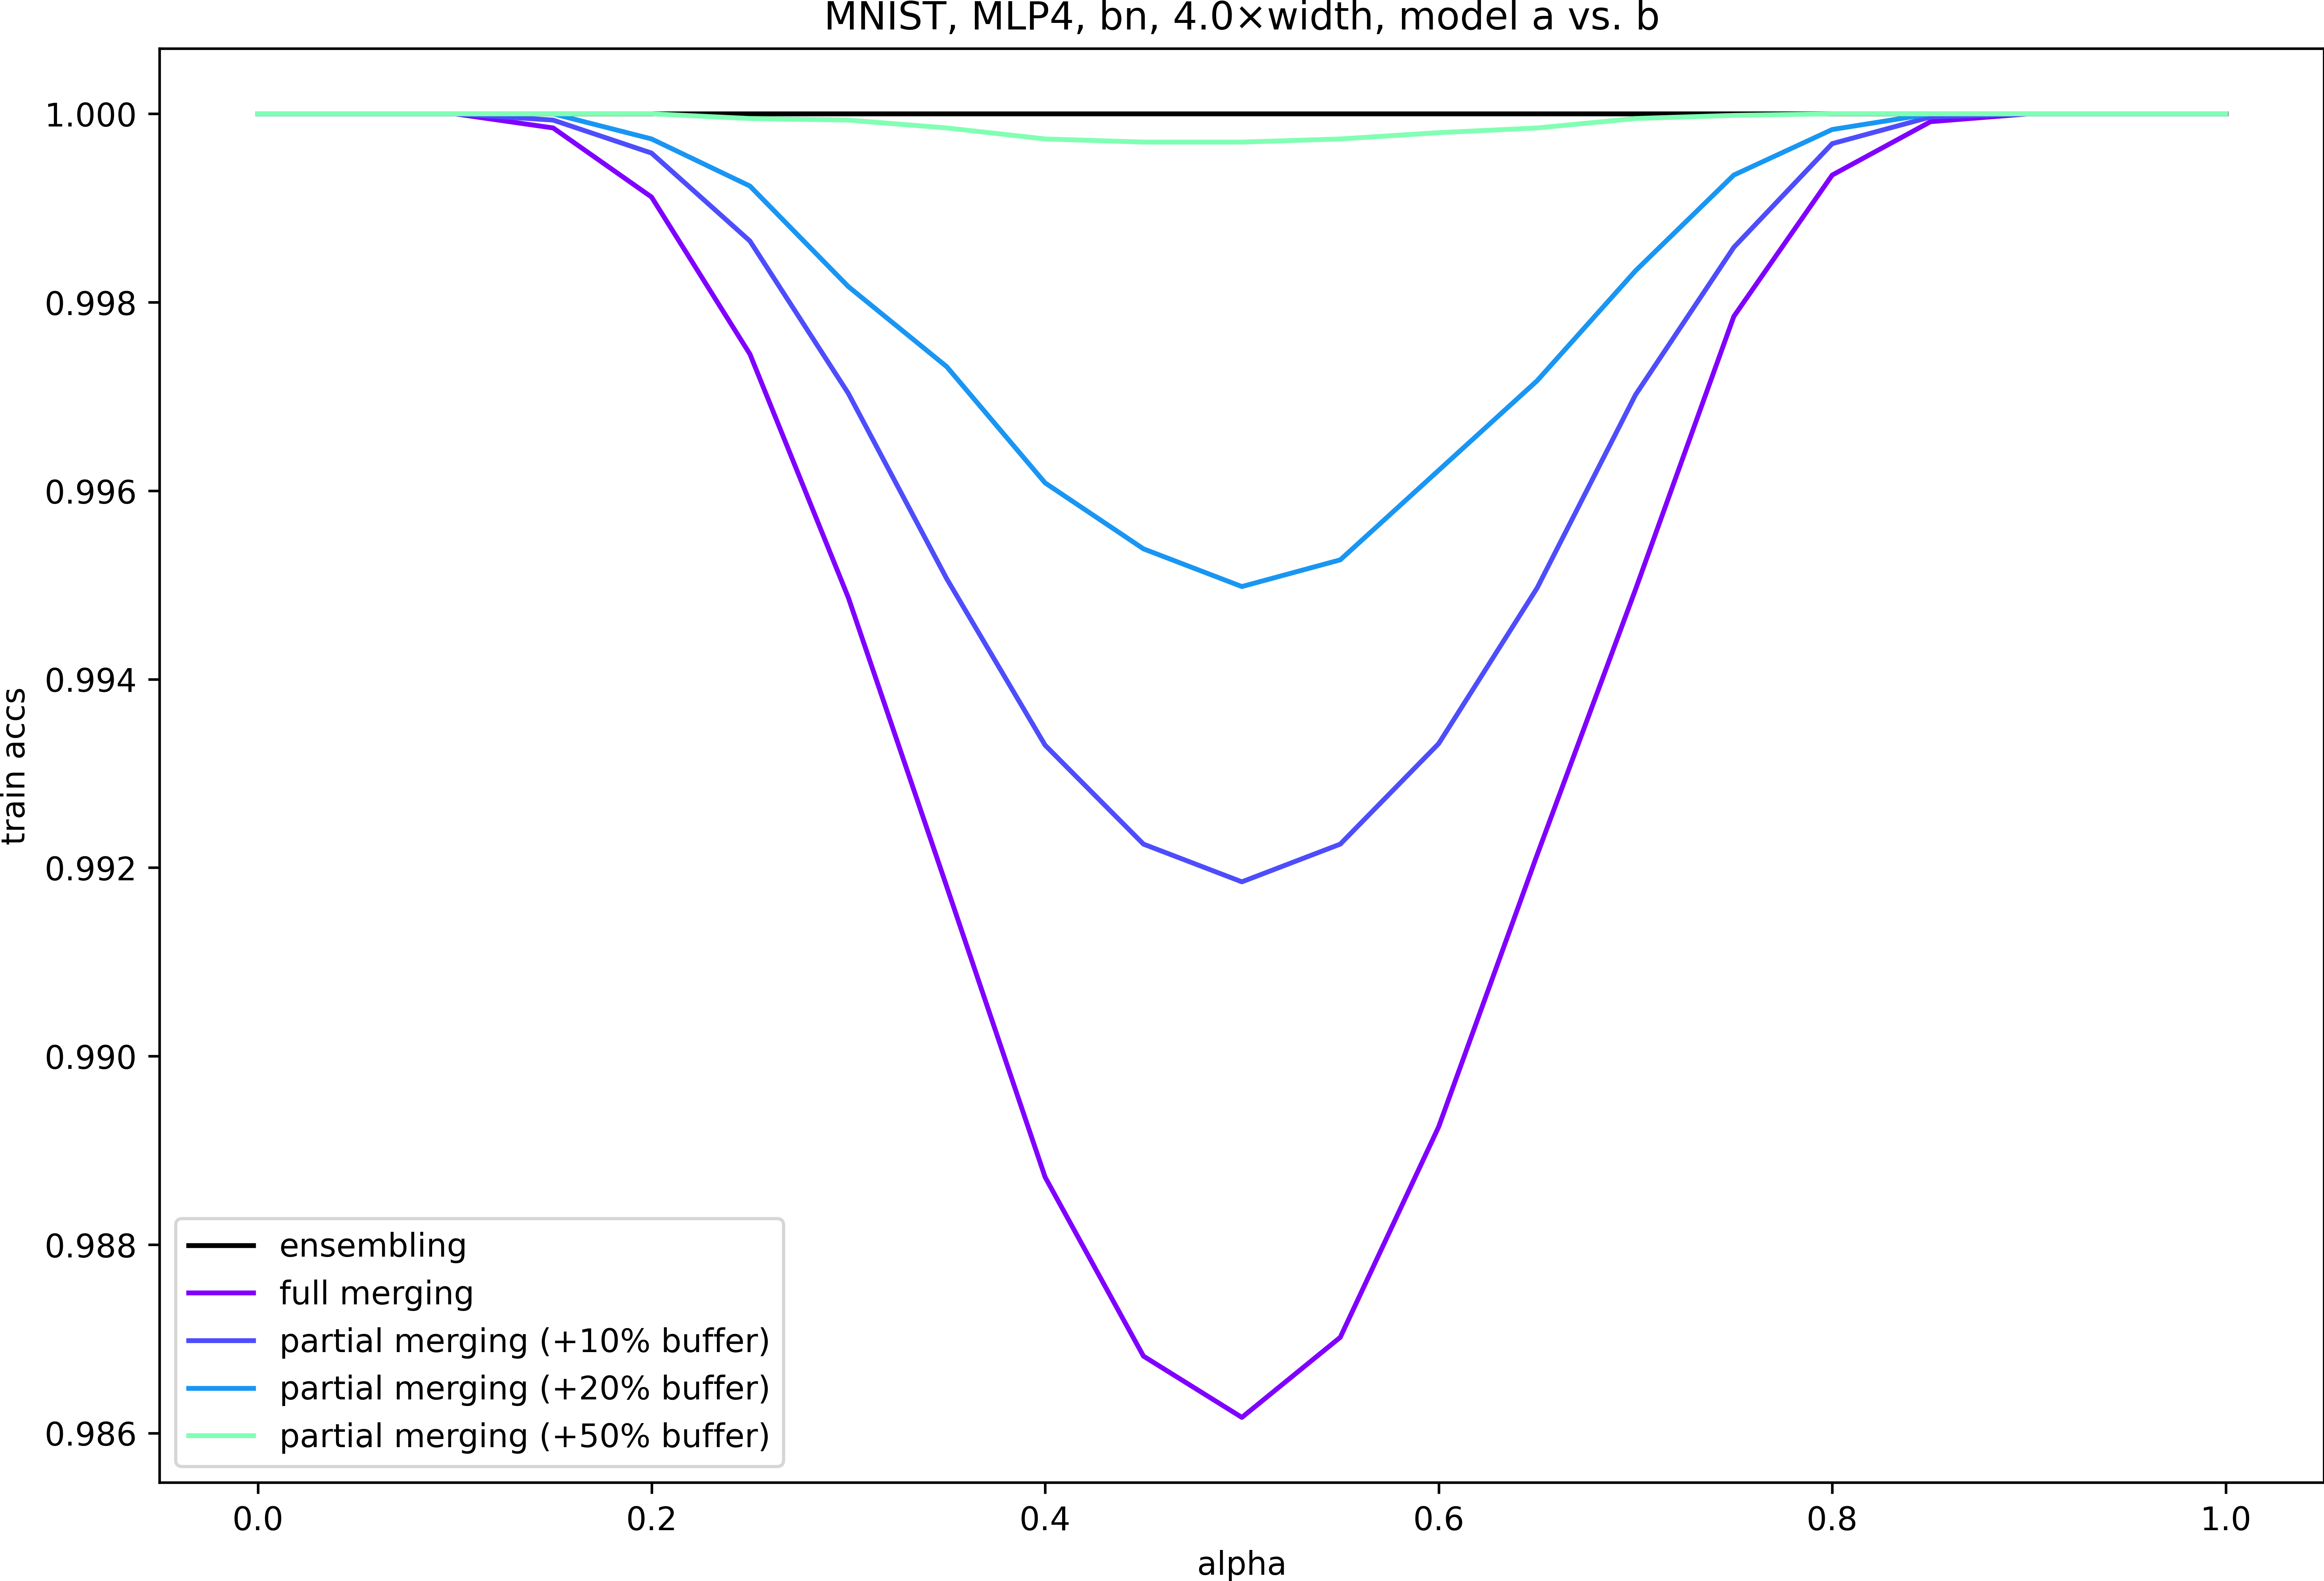 MNIST, MLP4, bn, 4.0×width, model a vs. b
1.000
0.998
0.996
0.994
0.992
0.990
0.988
0.986
train accs
ensembling
full merging
partial merging (+10% buffer)
partial merging (+20% buffer)
partial merging (+50% buffer)
0.0 0.2 0.4 0.6 0.8 1.0
alpha